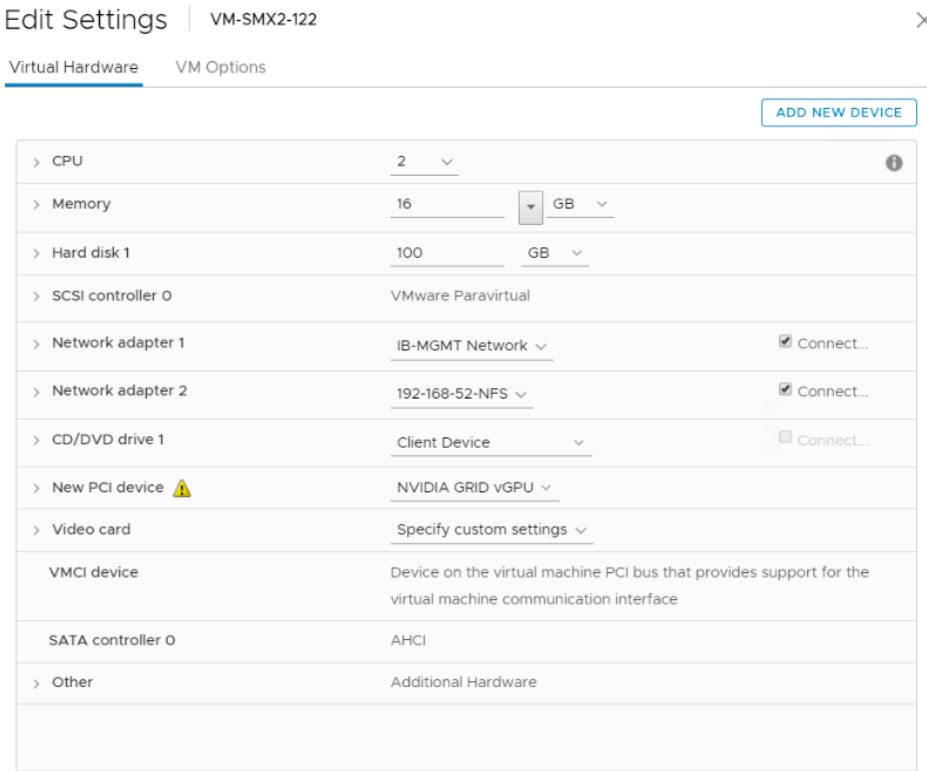 Edit Settings VM-SMX2-122
Virtual Hardware VM Options
ADD NEW DEVICE
CPU 2
Memory 16 GB
Hard disk 1 100 GB
SCSI controller 0 VMware Paravirtual
Network adapter 1 IB-MGMT Network Connect...
Network adapter 2 192-168-52-NFS Connect...
CD/DVD drive 1 Client Device Connect...
New PCI device NVIDIA GRID vGPU
Video card Specify custom settings
VMCI device Device on the virtual machine PCI bus that provides support for the
virtual machine communication interface
SATA controller 0 AHCI
Other Additional Hardware